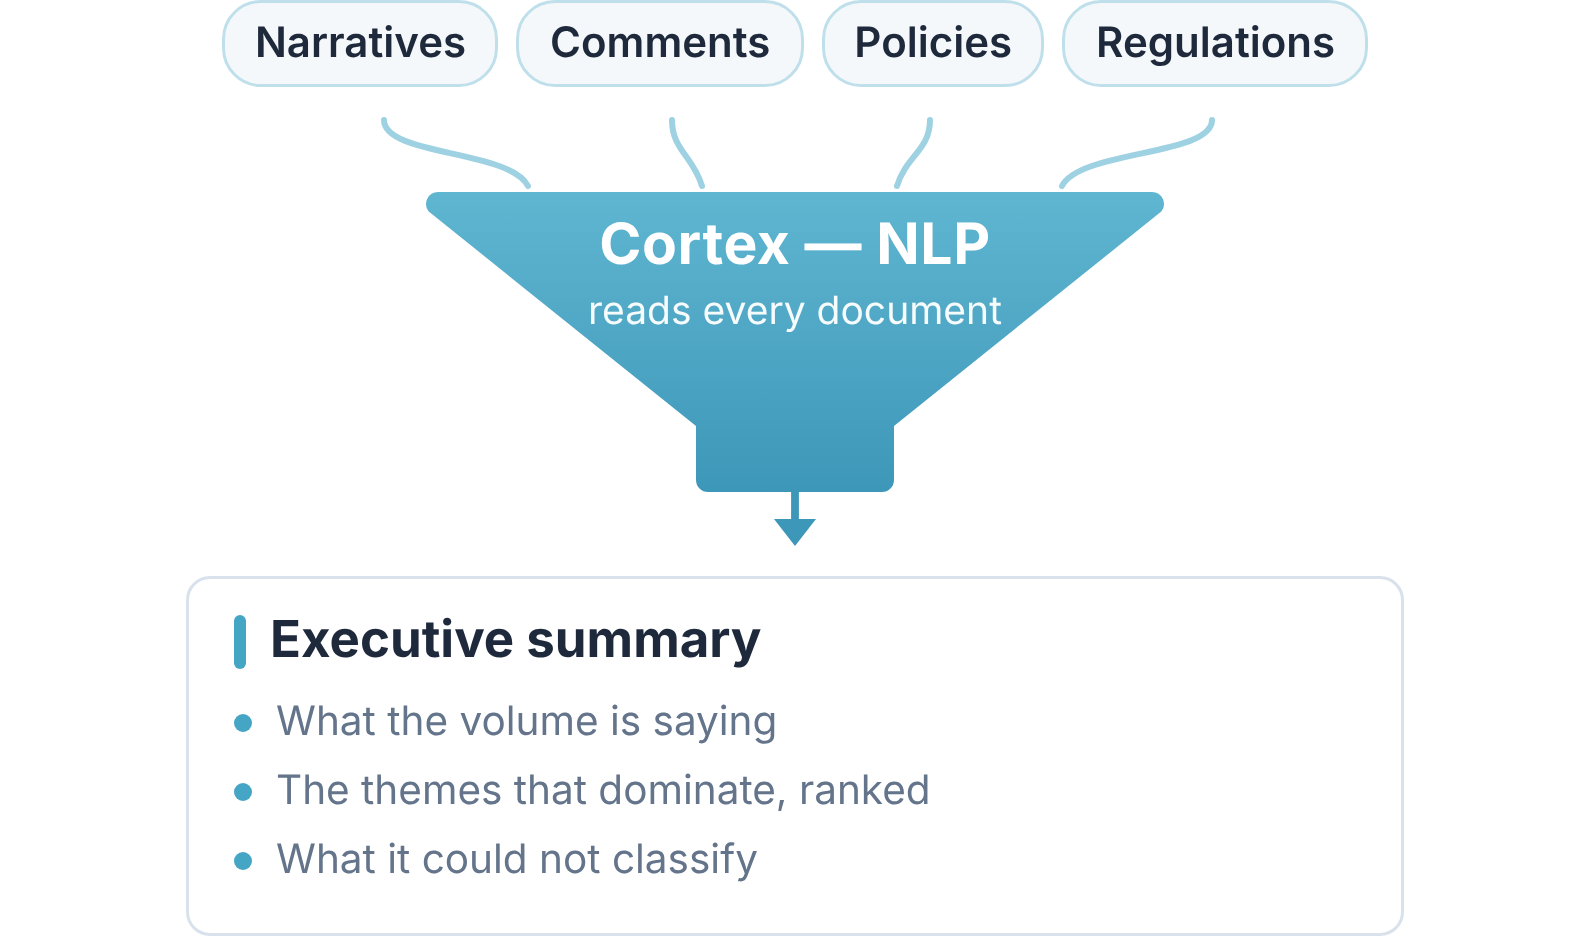 Narratives
Comments
Policies
Regulations
Cortex — NLP
reads every document
Executive summary
What the volume is saying
The themes that dominate, ranked
What it could not classify